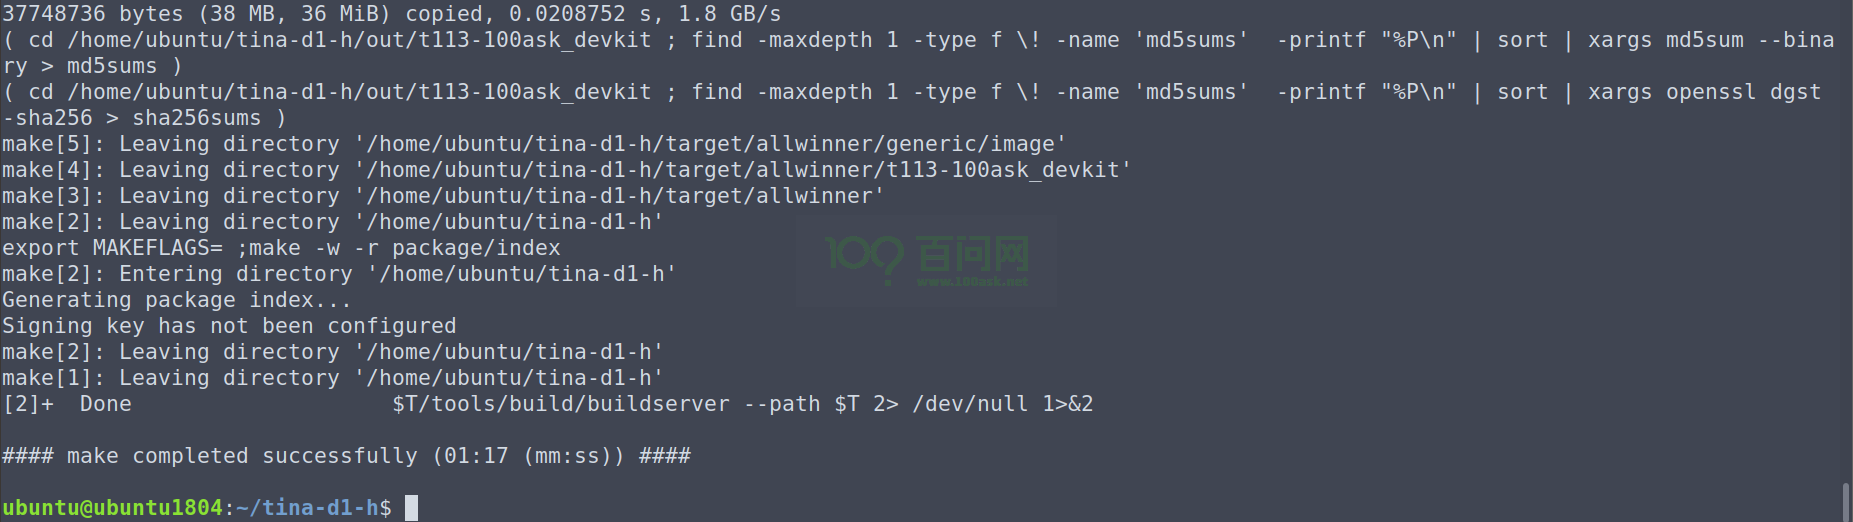 37748736 bytes (38 MB, 36 MiB) copied, 0.0208752 s, 1.8 GB/s
( cd /home/ubuntu/tina-d1-h/out/t113-100ask_devkit ; find -maxdepth 1 -type f \! -name 'md5sums'  -printf "%P\n" | sort | xargs md5sum --bina
ry > md5sums )
( cd /home/ubuntu/tina-d1-h/out/t113-100ask_devkit ; find -maxdepth 1 -type f \! -name 'md5sums'  -printf "%P\n" | sort | xargs openssl dgst
-sha256 > sha256sums )
make[5]: Leaving directory '/home/ubuntu/tina-d1-h/target/allwinner/generic/image'
make[4]: Leaving directory '/home/ubuntu/tina-d1-h/target/allwinner/t113-100ask_devkit'
make[3]: Leaving directory '/home/ubuntu/tina-d1-h/target/allwinner'
make[2]: Leaving directory '/home/ubuntu/tina-d1-h'
export MAKEFLAGS= ;make -w -r package/index
make[2]: Entering directory '/home/ubuntu/tina-d1-h'
Generating package index...
Signing key has not been configured
make[2]: Leaving directory '/home/ubuntu/tina-d1-h'
make[1]: Leaving directory '/home/ubuntu/tina-d1-h'
[2]+  Done                    $T/tools/build/buildserver --path $T 2> /dev/null 1>&2
#### make completed successfully (01:17 (mm:ss)) ####
ubuntu@ubuntu1804:~/tina-d1-h$
百问网
www.100ask.net